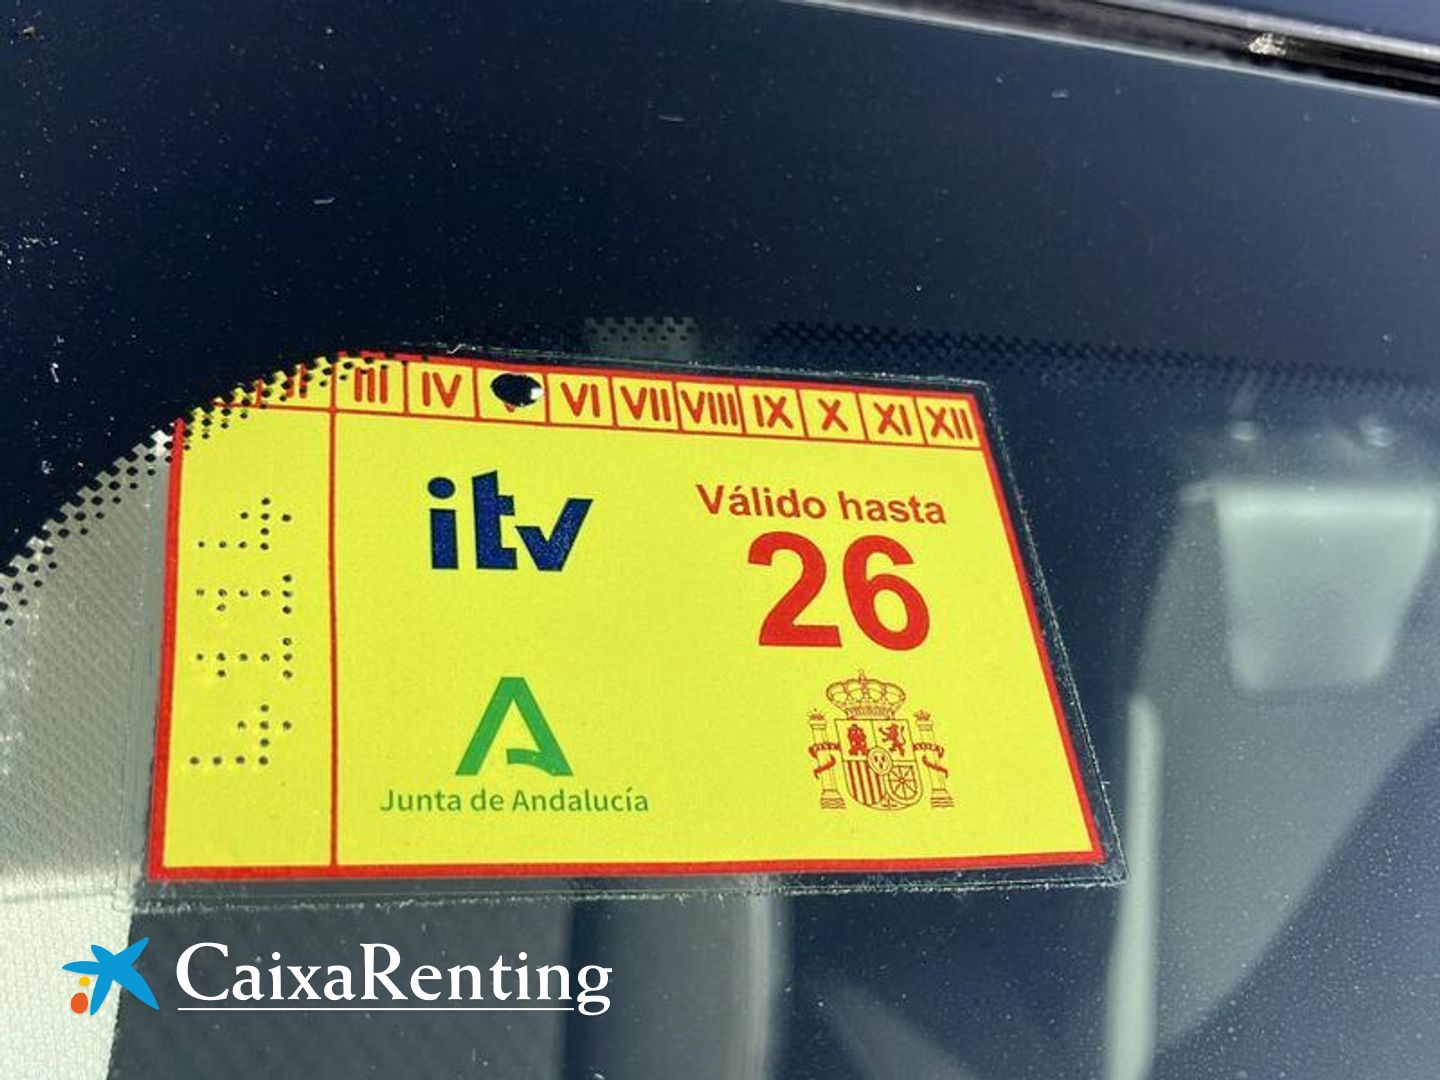 III IV VI VII VIII IX X XI XII
itv
Válido hasta
26
Junta de Andalucía
CaixaRenting